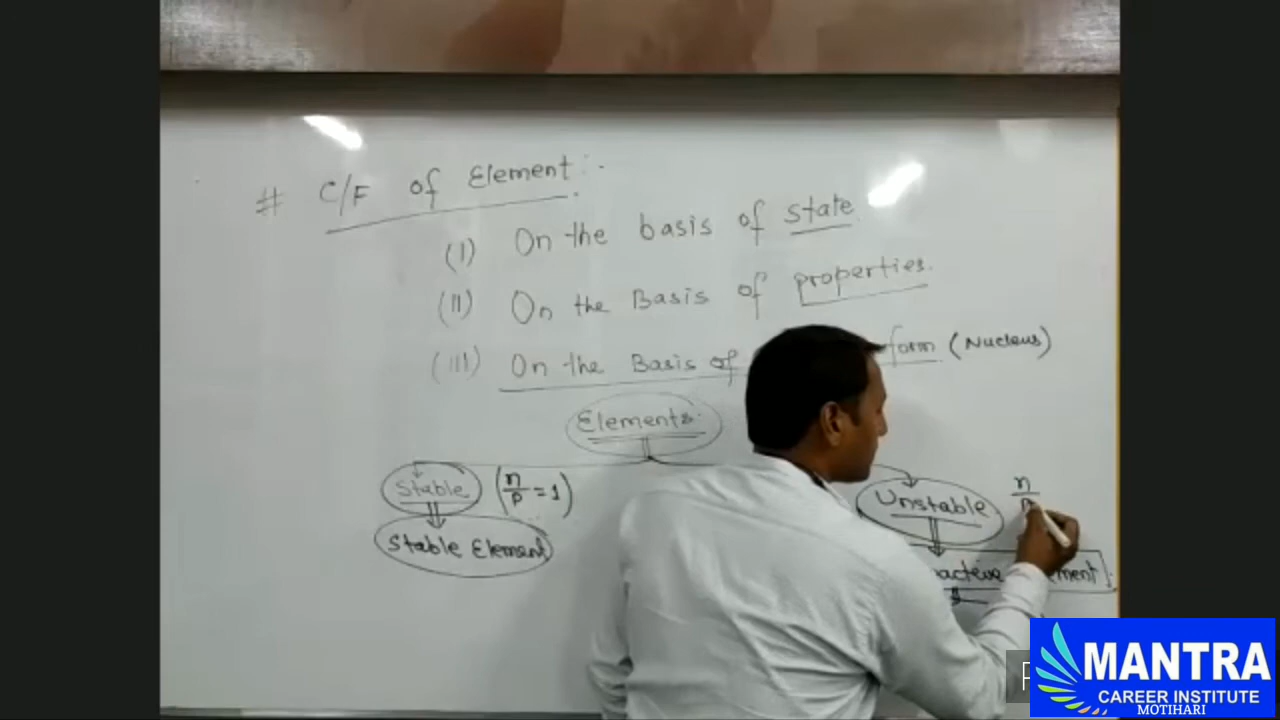 # C/F of Element :-
(I) On the basis of state
(II) On the Basis of properties.
(III) On the Basis of form (Nucleus)
Elements
Stable (n/p = 1)
Unstable n/p
Stable Element
MANTRA
CAREER INSTITUTE
MOTIHARI